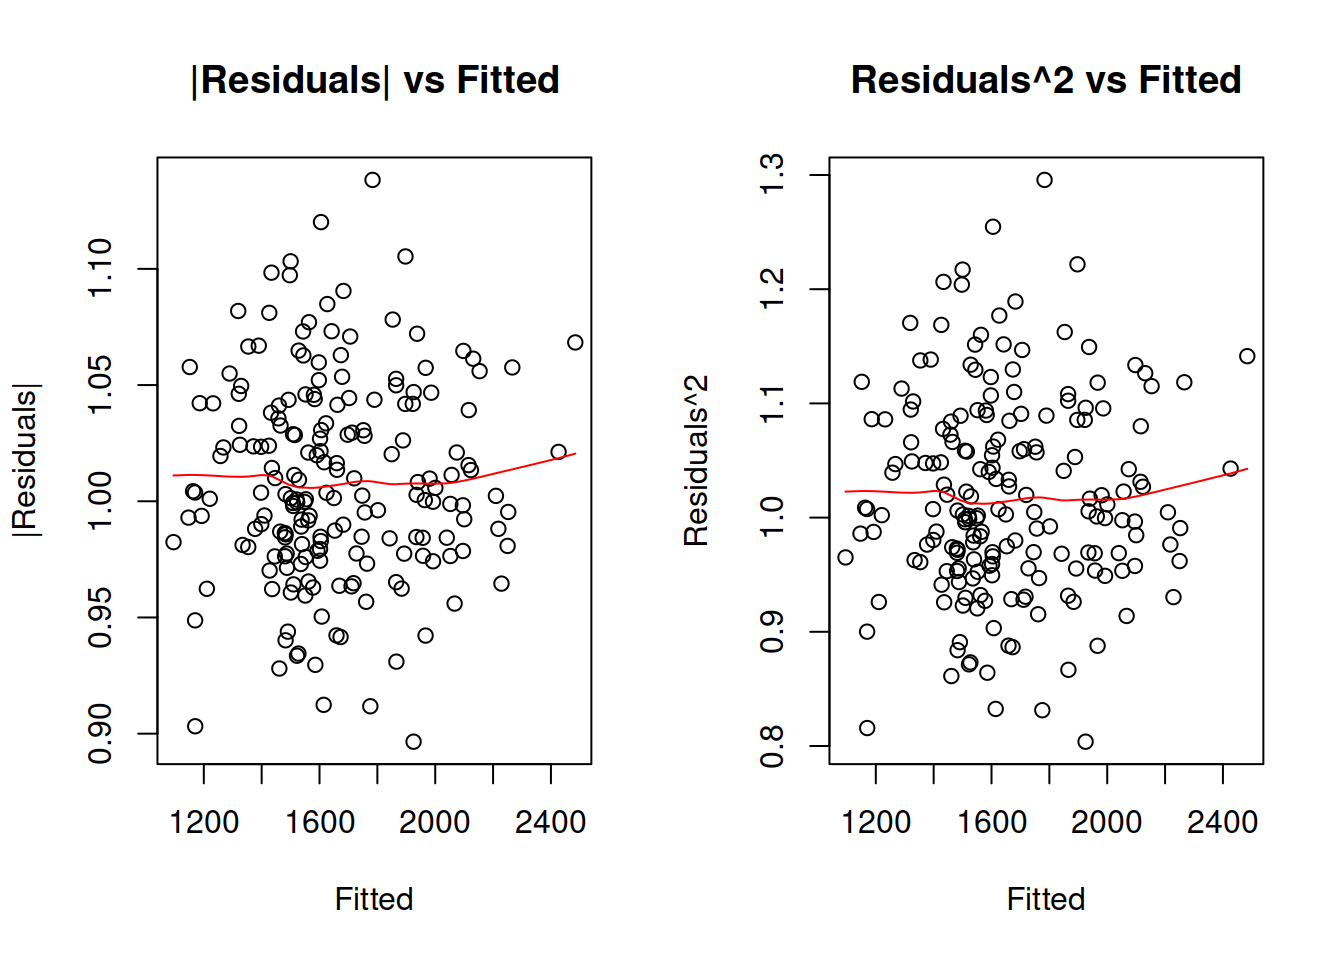 |Residuals| vs Fitted
|Residuals|
0.90 0.95 1.00 1.05 1.10
1200 1600 2000 2400
Fitted
Residuals^2 vs Fitted
Residuals^2
0.8 0.9 1.0 1.1 1.2 1.3
1200 1600 2000 2400
Fitted